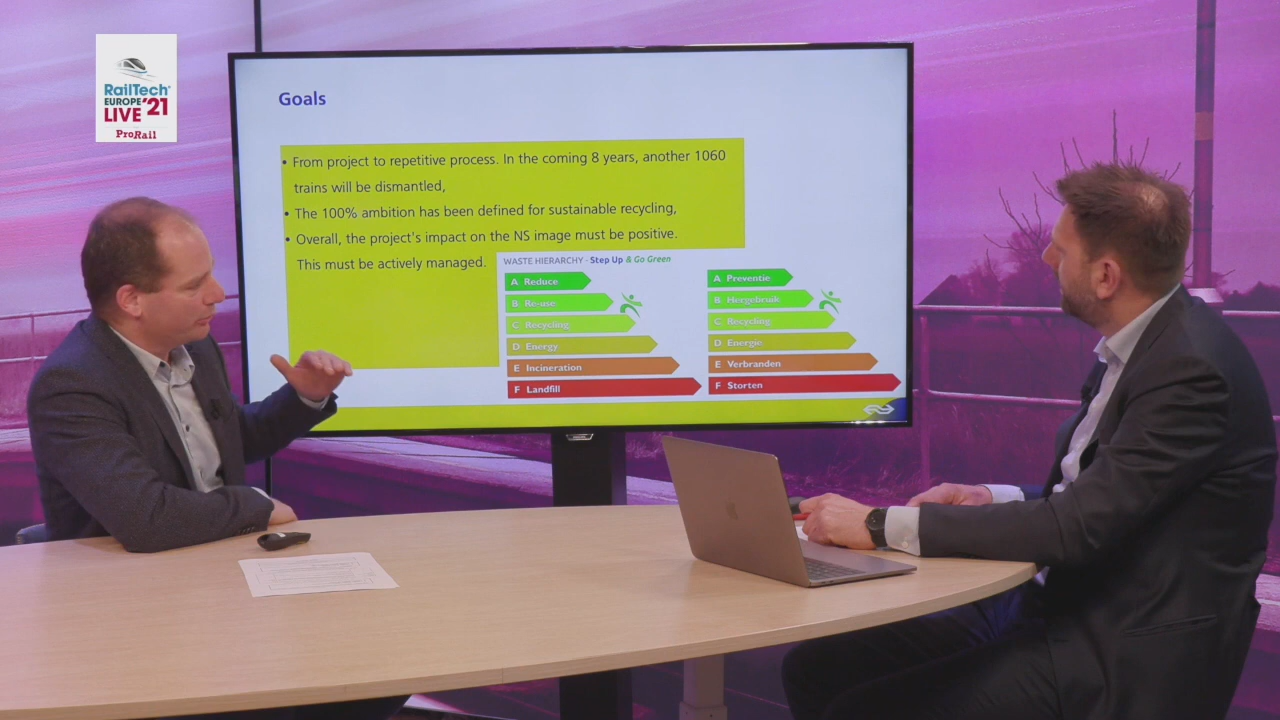 RailTech
EUROPE '21
LIVE
ProRail
Goals
• From project to repetitive process. In the coming 8 years, another 1060
trains will be dismantled,
• The 100% ambition has been defined for sustainable recycling,
• Overall, the project's impact on the NS image must be positive.
This must be actively managed.
WASTE HIERARCHY - Step Up & Go Green
A Reduce
B Re-use
C Recycling
D Energy
E Incineration
F Landfill
A Preventie
B Hergebruik
C Recycling
D Energie
E Verbranden
F Storten